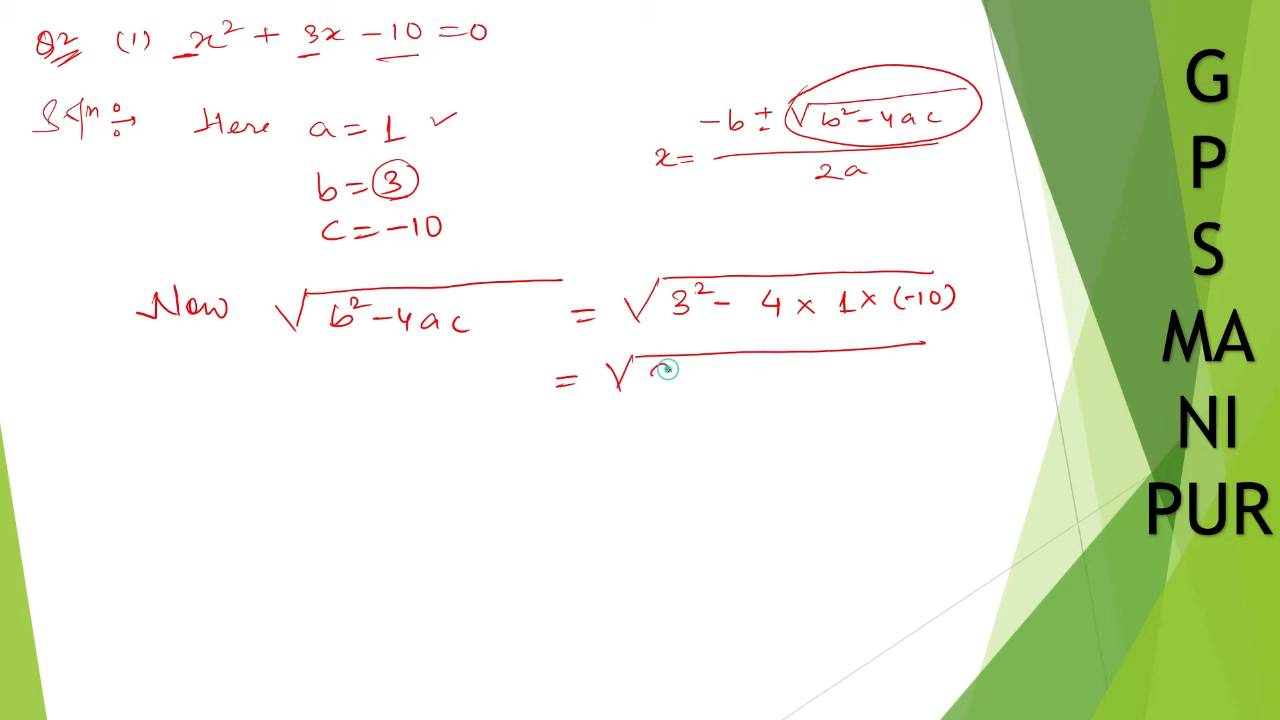 Q2 (1) x² + 3x - 10 = 0
Solⁿ :→ Here a = 1 ✓
b = 3
c = -10
x = (-b ± √(b² - 4ac)) / 2a
Now √(b² - 4ac) = √(3² - 4 × 1 × (-10))
= √
G
P
S
MA
NI
PUR